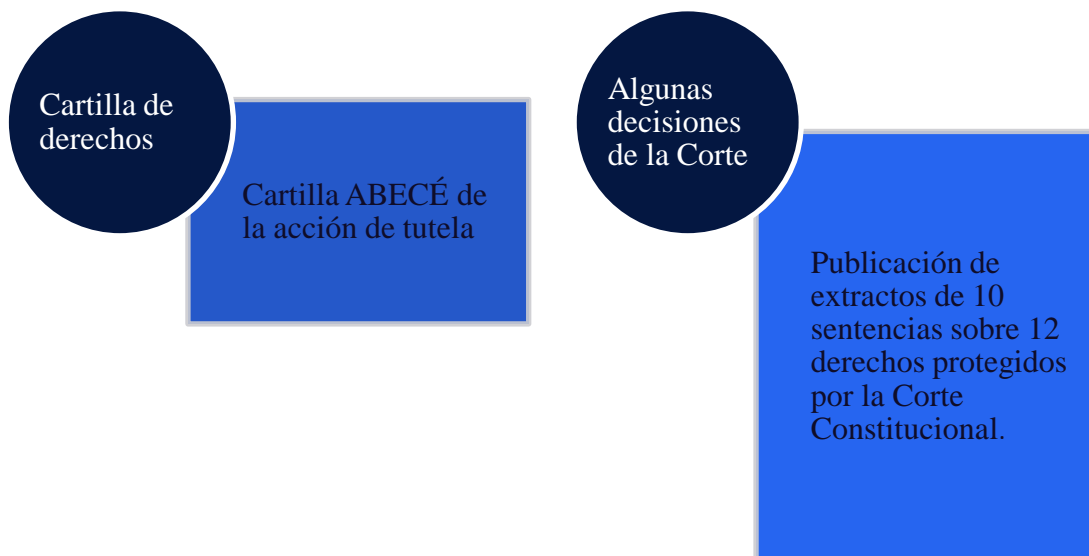 Cartilla de
derechos
Cartilla ABECÉ de
la acción de tutela
Algunas
decisiones
de la Corte
Publicación de
extractos de 10
sentencias sobre 12
derechos protegidos
por la Corte
Constitucional.